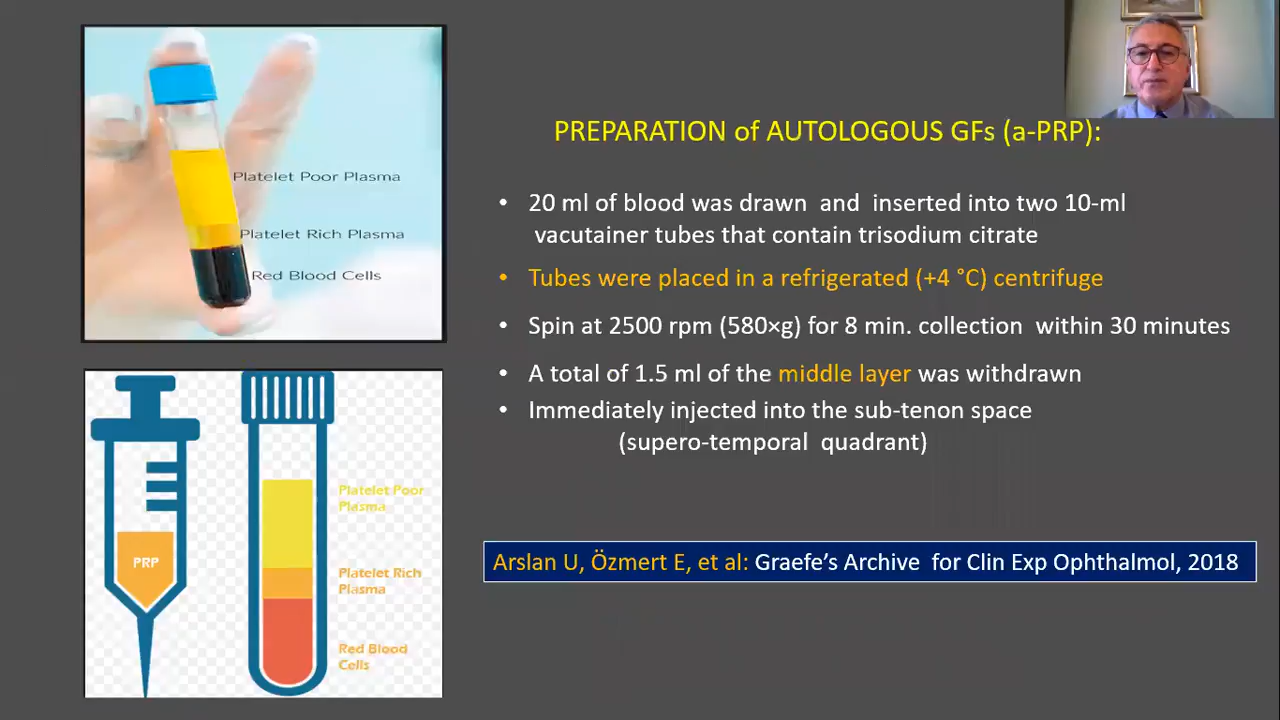 Platelet Poor Plasma
Platelet Rich Plasma
Red Blood Cells
PRP
Platelet Poor
Plasma
Platelet Rich
Plasma
Red Blood
Cells
PREPARATION of AUTOLOGOUS GFs (a-PRP):
• 20 ml of blood was drawn and inserted into two 10-ml
vacutainer tubes that contain trisodium citrate
• Tubes were placed in a refrigerated (+4 °C) centrifuge
• Spin at 2500 rpm (580×g) for 8 min. collection within 30 minutes
• A total of 1.5 ml of the middle layer was withdrawn
• Immediately injected into the sub-tenon space
(supero-temporal quadrant)
Arslan U, Özmert E, et al: Graefe’s Archive for Clin Exp Ophthalmol, 2018